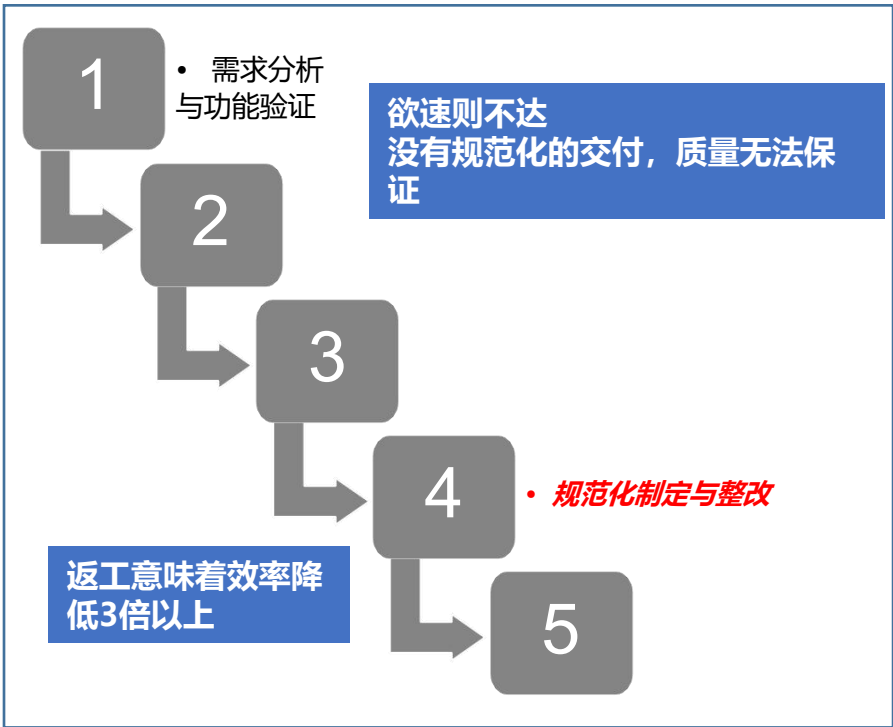 1
• 需求分析
与功能验证
欲速则不达
没有规范化的交付，质量无法保
证
2
3
4
• 规范化制定与整改
返工意味着效率降
低3倍以上
5